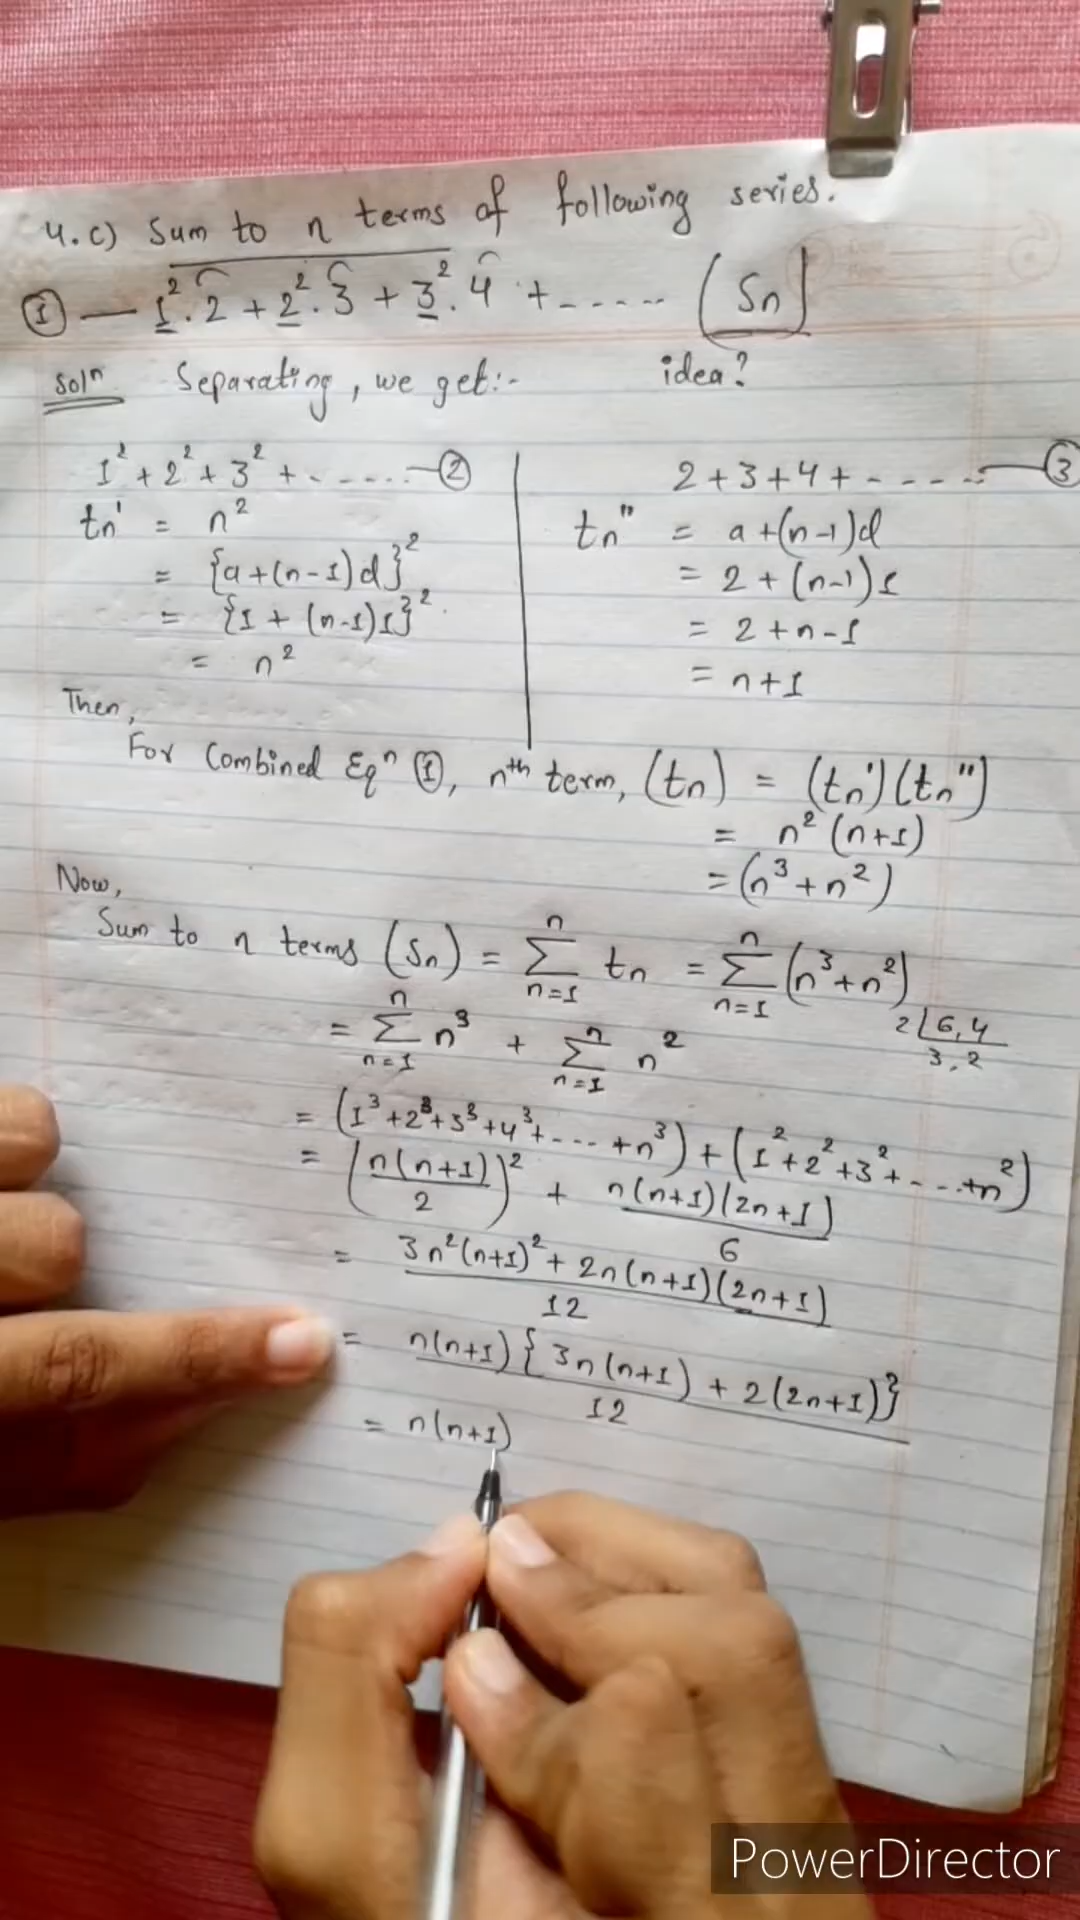 4.c) Sum to n terms of following series.
① — 1².2 + 2².3 + 3².4 + ------ (Sn)
Solⁿ Separating, we get:- idea?
1² + 2² + 3² + ------ —②
tn' = n²
= {a+(n-1)d}²
= {1 + (n-1)1}²
= n²
2+3+4+ ------ —③
tn" = a+(n-1)d
= 2+(n-1)1
= 2+n-1
= n+1
Then,
For Combined Eqⁿ ①, nth term, (tn) = (tn')(tn")
= n²(n+1)
= (n³+n²)
Now,
Sum to n terms (Sn) = ∑ⁿₙ₌₁ tn = ∑ⁿₙ₌₁ (n³+n²)
2|6,4
3,2
= ∑ⁿₙ₌₁ n³ + ∑ⁿₙ₌₁ n²
= (1³+2³+3³+4³+-----+n³) + (1²+2²+3²+-----+n²)
= (n(n+1)/2)² + n(n+1)(2n+1)/6
= 3n²(n+1)² + 2n(n+1)(2n+1)/12
= n(n+1){3n(n+1) + 2(2n+1)}/12
= n(n+1)
PowerDirector